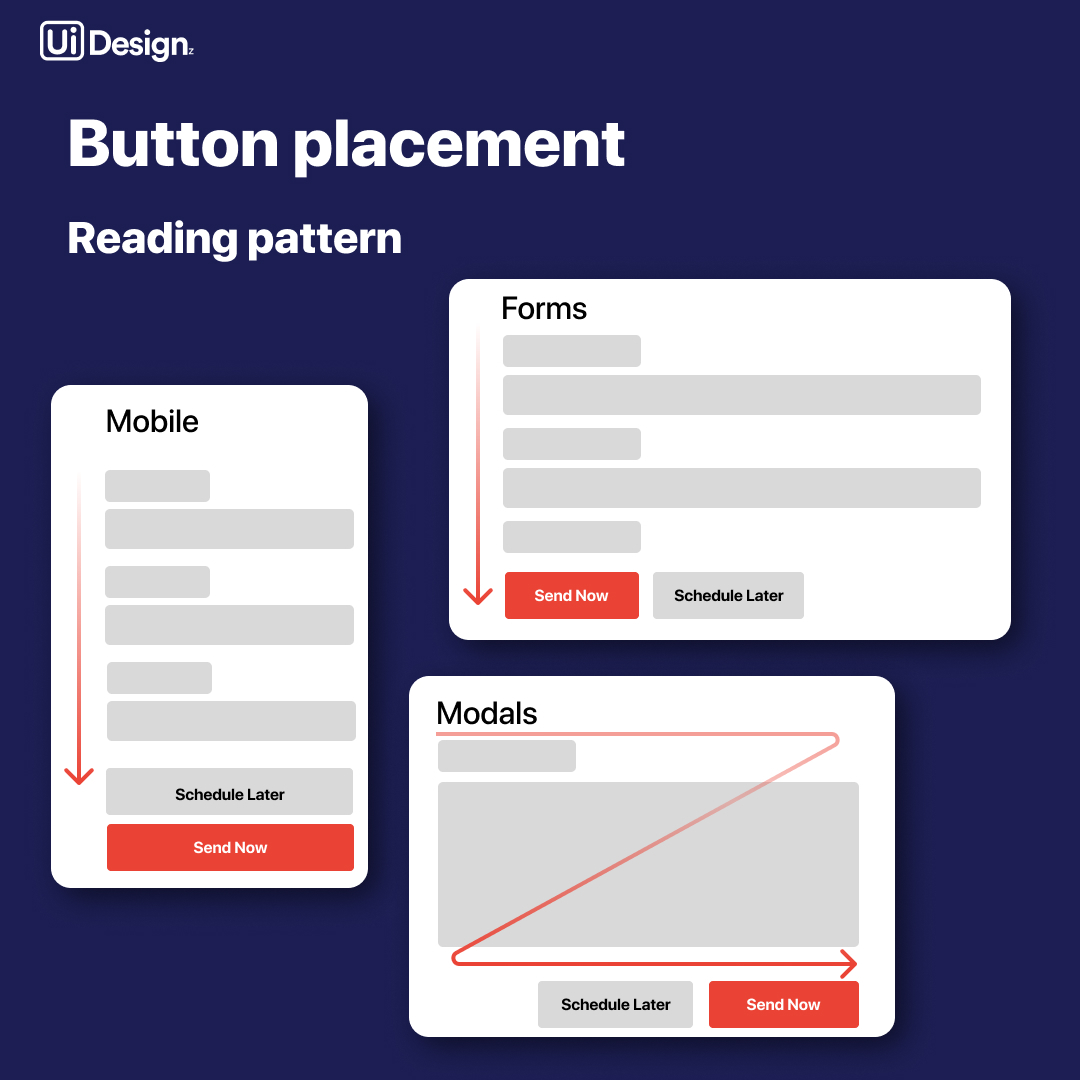 Ui Designz
Button placement
Reading pattern
Forms
Send Now
Schedule Later
Mobile
Schedule Later
Send Now
Modals
Schedule Later
Send Now